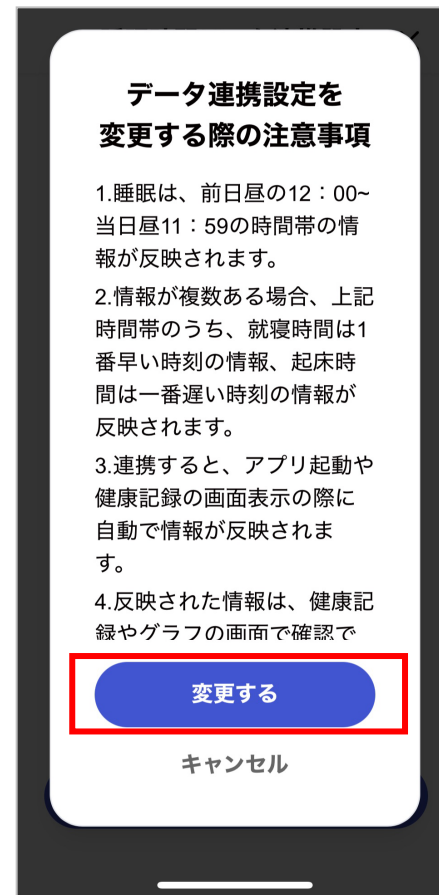 データ連携設定を
変更する際の注意事項
1.睡眠は、前日昼の12：00~
当日昼11：59の時間帯の情
報が反映されます。
2.情報が複数ある場合、上記
時間帯のうち、就寝時間は1
番早い時刻の情報、起床時
間は一番遅い時刻の情報が
反映されます。
3.連携すると、アプリ起動や
健康記録の画面表示の際に
自動で情報が反映されま
す。
4.反映された情報は、健康記
録やグラフの画面で確認で
変更する
キャンセル